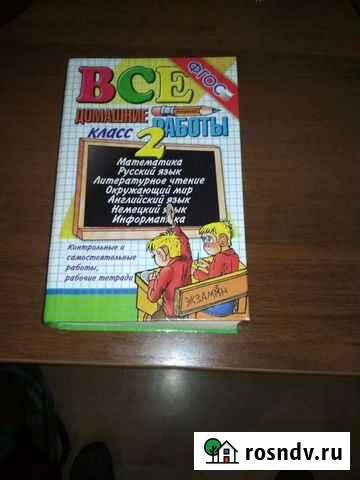 ВСЕ
ФГОС
ДОМАШНИЕ РАБОТЫ
КЛАСС 2
Математика
Русский язык
Литературное чтение
Окружающий мир
Английский язык
Немецкий язык
Информатика
Контрольные и
самостоятельные
работы,
рабочие тетради
ЭКЗАМЕН
rosndv.ru